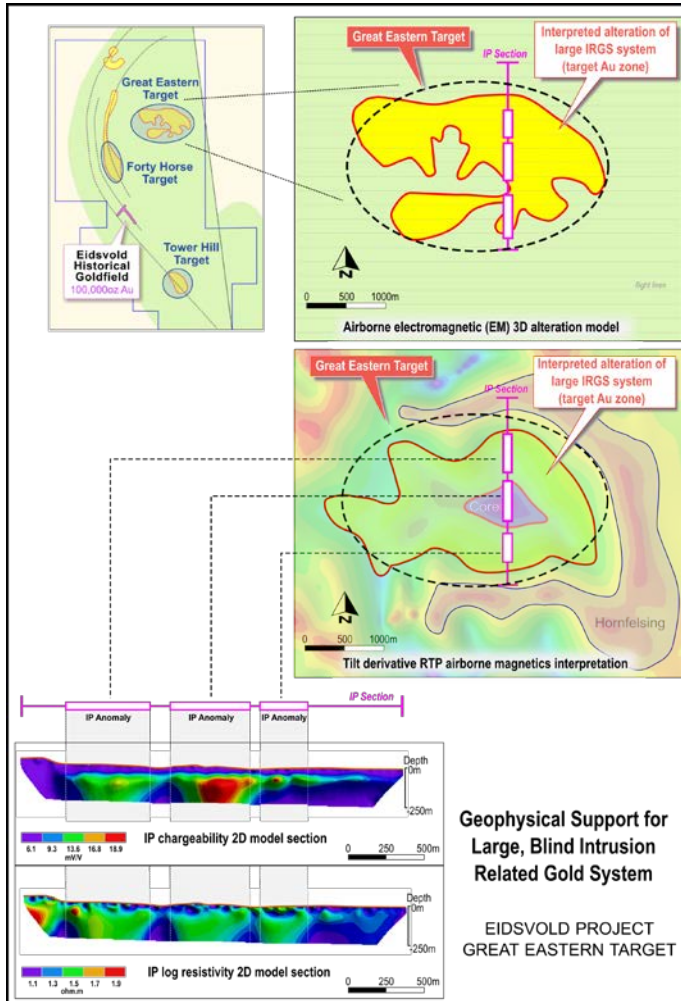 Great Eastern
Target
Forty Horse
Target
Eidsvold
Historical
Goldfield
100,000oz Au
Tower Hill
Target
Great Eastern Target
IP Section
Interpreted alteration of
large IRGS system
(target Au zone)
N
0 500 1000m
flight lines
Airborne electromagnetic (EM) 3D alteration model
Great Eastern Target
IP Section
Interpreted alteration of
large IRGS system
(target Au zone)
Core
N
0 500 1000m
Hornfelsing
Tilt derivative RTP airborne magnetics interpretation
IP Section
IP Anomaly IP Anomaly IP Anomaly
Depth
0m
-250m
6.1 9.3 13.5 16.8 18.9
mV/V
IP chargeability 2D model section
0 250 500m
Depth
0m
-250m
1.1 1.3 1.5 1.7 1.9
ohm.m
IP log resistivity 2D model section
0 250 500m
Geophysical Support for
Large, Blind Intrusion
Related Gold System
EIDSVOLD PROJECT
GREAT EASTERN TARGET